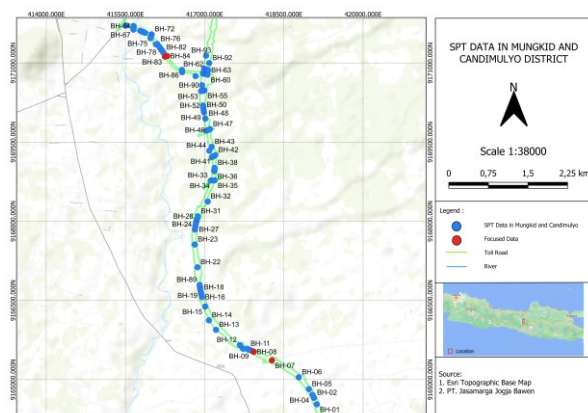 414000,000E
415500,000E
417000,000E
418500,000E
420000,000E
SPT DATA IN MUNGKID AND
CANDIMULYO DISTRICT
N
Scale 1:38000
0 0,75 1,5 2,25 km
Legend :
SPT Data in Mungkid and Candimulyo
Focused Data
Toll Road
River
Location
Source:
1. Esri Topographic Base Map
2. PT. Jasamarga Jogja Bawen
9171000,000N
9169500,000N
9168000,000N
9166500,000N
9165000,000N
BH-72
BH-67
BH-76
BH-75
BH-82
BH-78
BH-84
BH-83
BH-93
BH-92
BH-62
BH-63
BH-86
BH-60
BH-90
BH-55
BH-53
BH-50
BH-52
BH-48
BH-49
BH-47
BH-46
BH-43
BH-44
BH-42
BH-41
BH-38
BH-33
BH-36
BH-34
BH-35
BH-32
BH-31
BH-28
BH-24
BH-27
BH-23
BH-22
BH-89
BH-18
BH-19
BH-16
BH-15
BH-14
BH-13
BH-12
BH-11
BH-09
BH-08
BH-07
BH-06
BH-05
BH-02
BH-04
BH-01